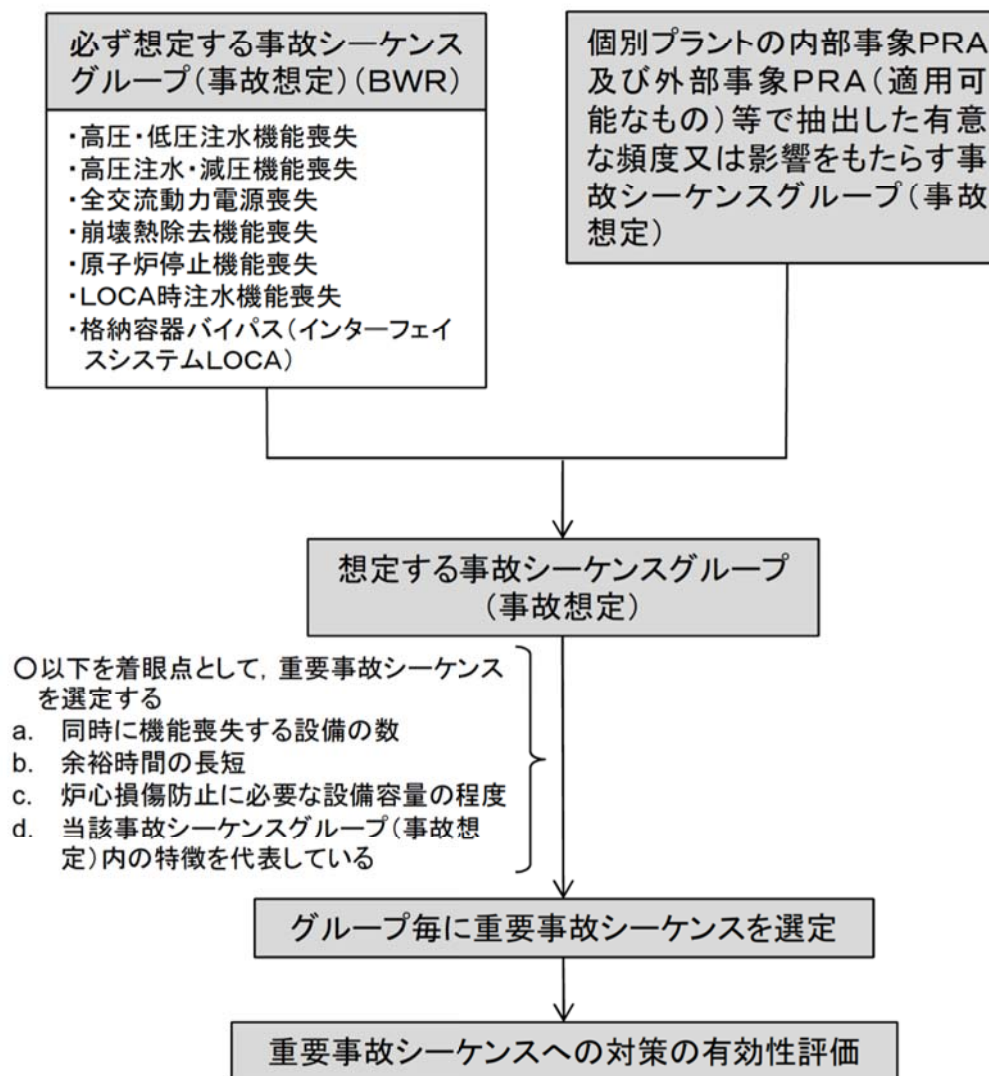 必ず想定する事故シーケンス
グループ(事故想定)(BWR)
・高圧・低圧注水機能喪失
・高圧注水・減圧機能喪失
・全交流動力電源喪失
・崩壊熱除去機能喪失
・原子炉停止機能喪失
・LOCA時注水機能喪失
・格納容器バイパス(インターフェイ
スシステムLOCA)
個別プラントの内部事象PRA
及び外部事象PRA(適用可
能なもの)等で抽出した有意
な頻度又は影響をもたらす事
故シーケンスグループ(事故
想定)
想定する事故シーケンスグループ
(事故想定)
○以下を着眼点として,重要事故シーケンス
を選定する
a. 同時に機能喪失する設備の数
b. 余裕時間の長短
c. 炉心損傷防止に必要な設備容量の程度
d. 当該事故シーケンスグループ(事故想
定)内の特徴を代表している
グループ毎に重要事故シーケンスを選定
重要事故シーケンスへの対策の有効性評価